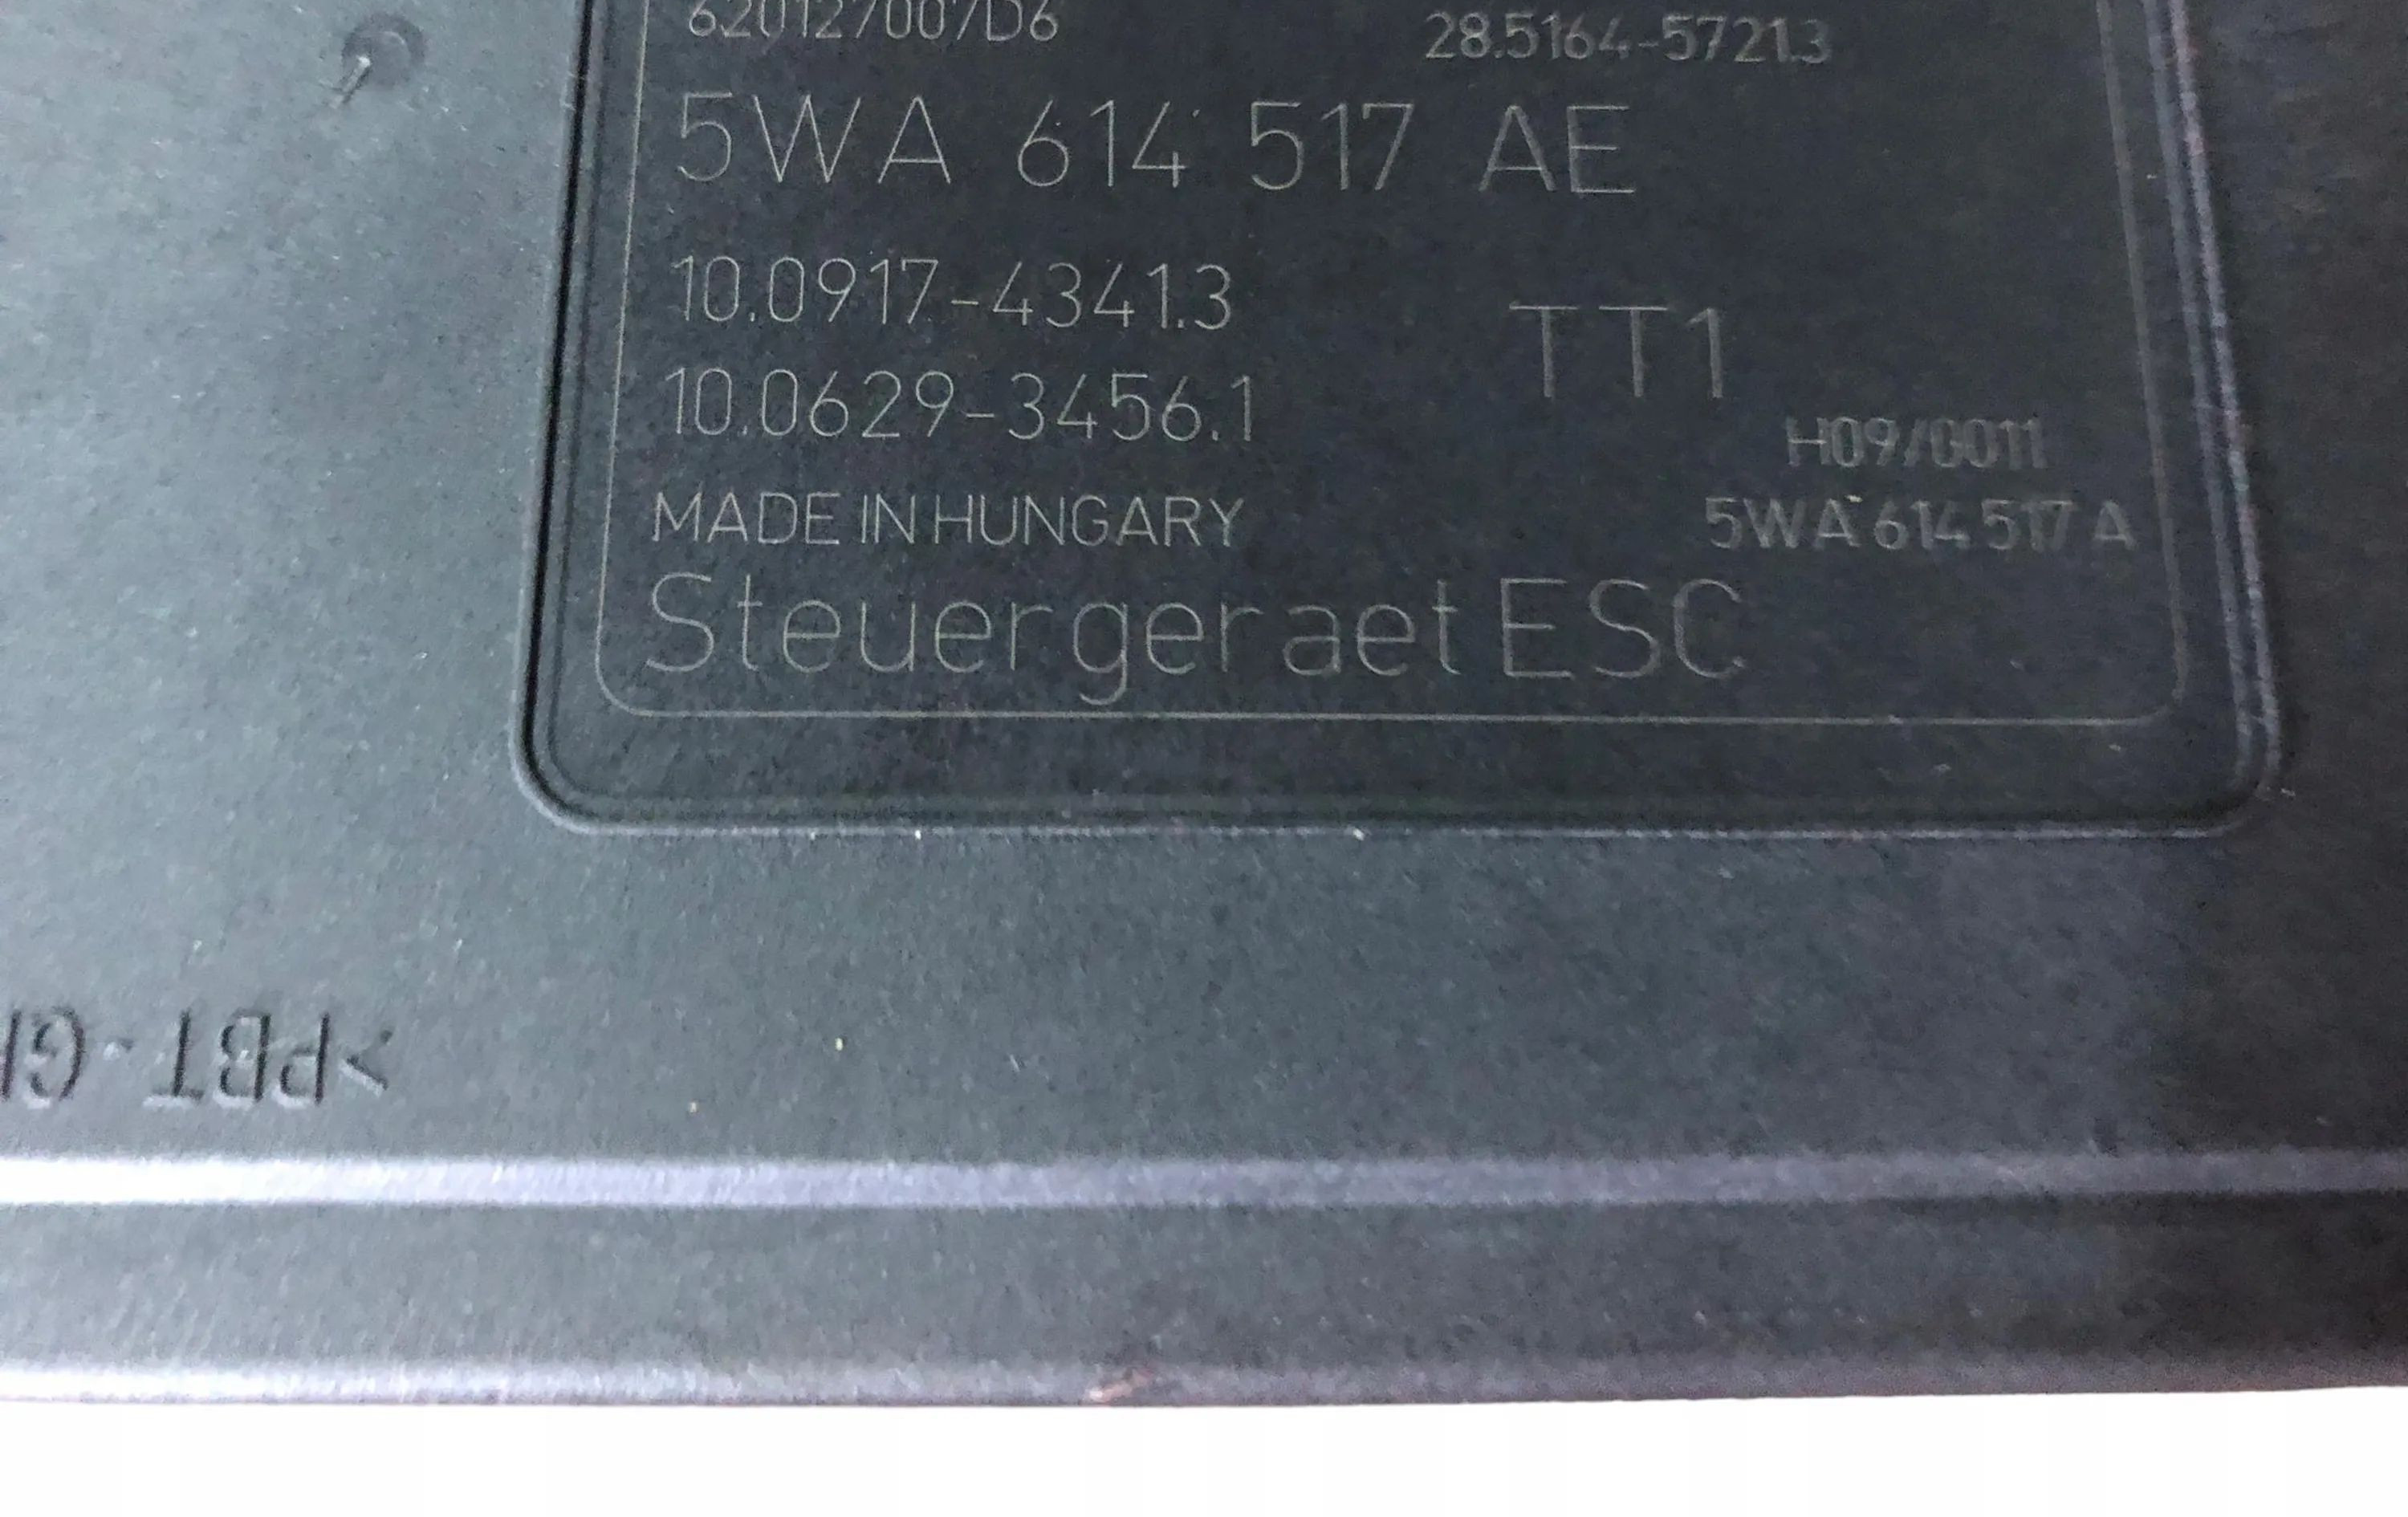 620127007D6
28.5164-5721.3
5WA 614 517 AE
10.0917-4341.3
TT1
10.0629-3456.1
H09/0011
MADE IN HUNGARY
5WA 614 517 A
Steuergeraet ESC
>PBT-G